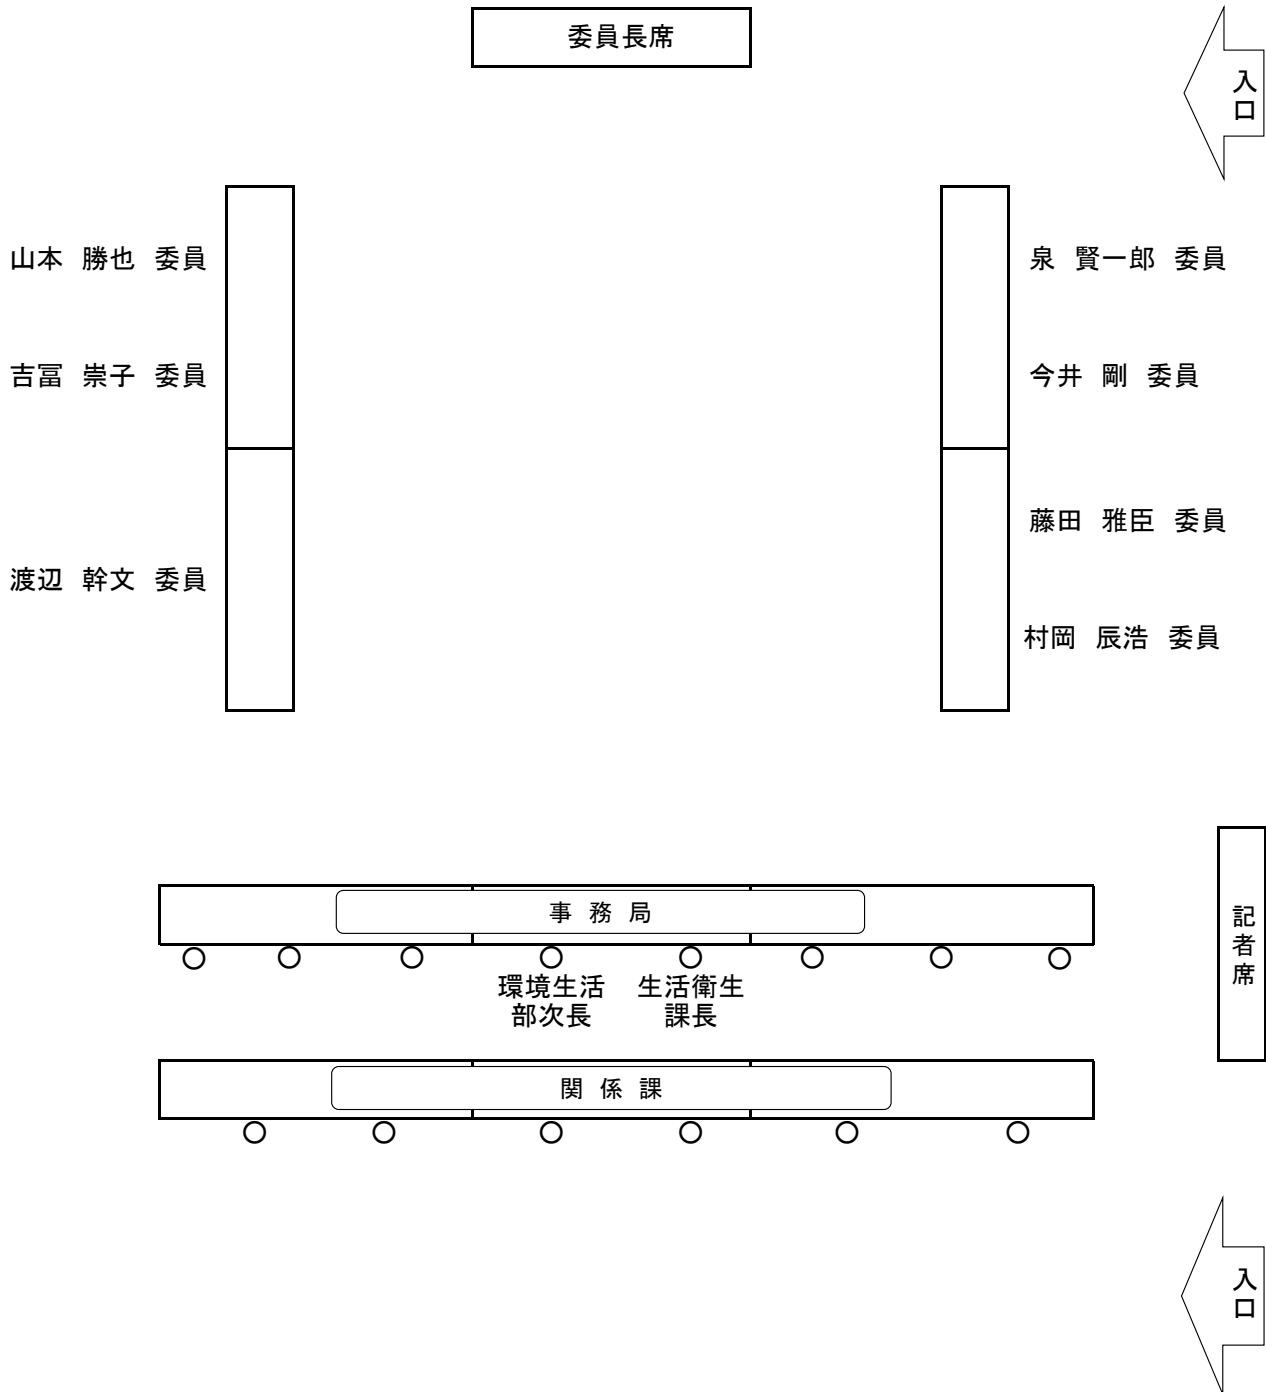 委員長席
入口
山本 勝也 委員
泉 賢一郎 委員
吉冨 崇子 委員
今井 剛 委員
藤田 雅臣 委員
渡辺 幹文 委員
村岡 辰浩 委員
事務局
記者席
環境生活
部次長
生活衛生
課長
関係課
入口